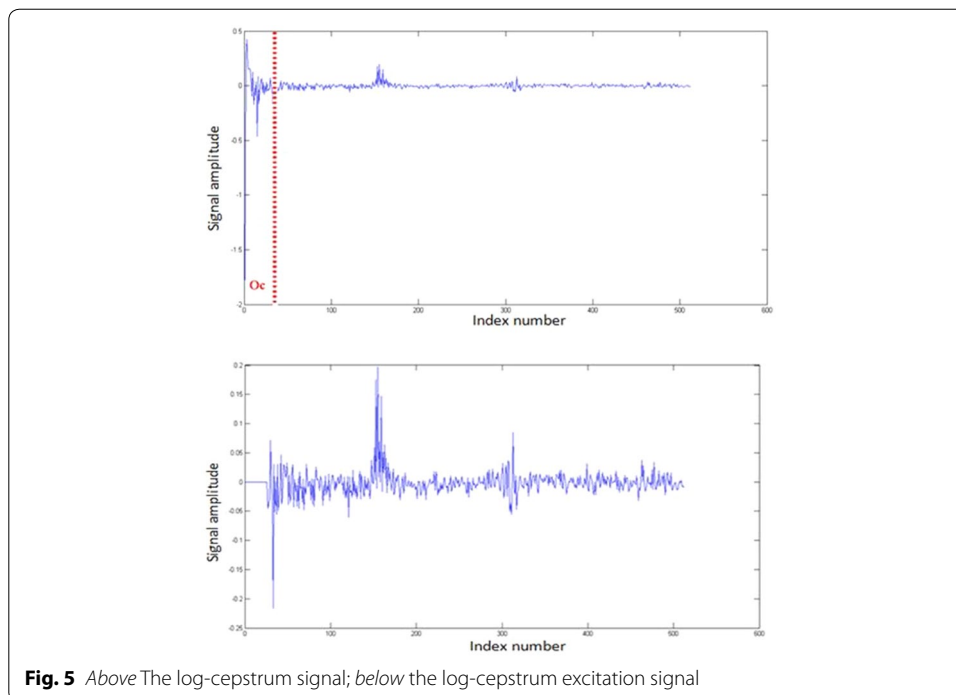 0.5
0
-0.5
-1
-1.5
-2
Signal amplitude
Oc
0 100 200 300 400 500 600
Index number
0.2
0.15
0.1
0.05
0
-0.05
-0.1
-0.15
-0.2
-0.25
Signal amplitude
0 100 200 300 400 500 600
Index number
Fig. 5 Above The log-cepstrum signal; below the log-cepstrum excitation signal